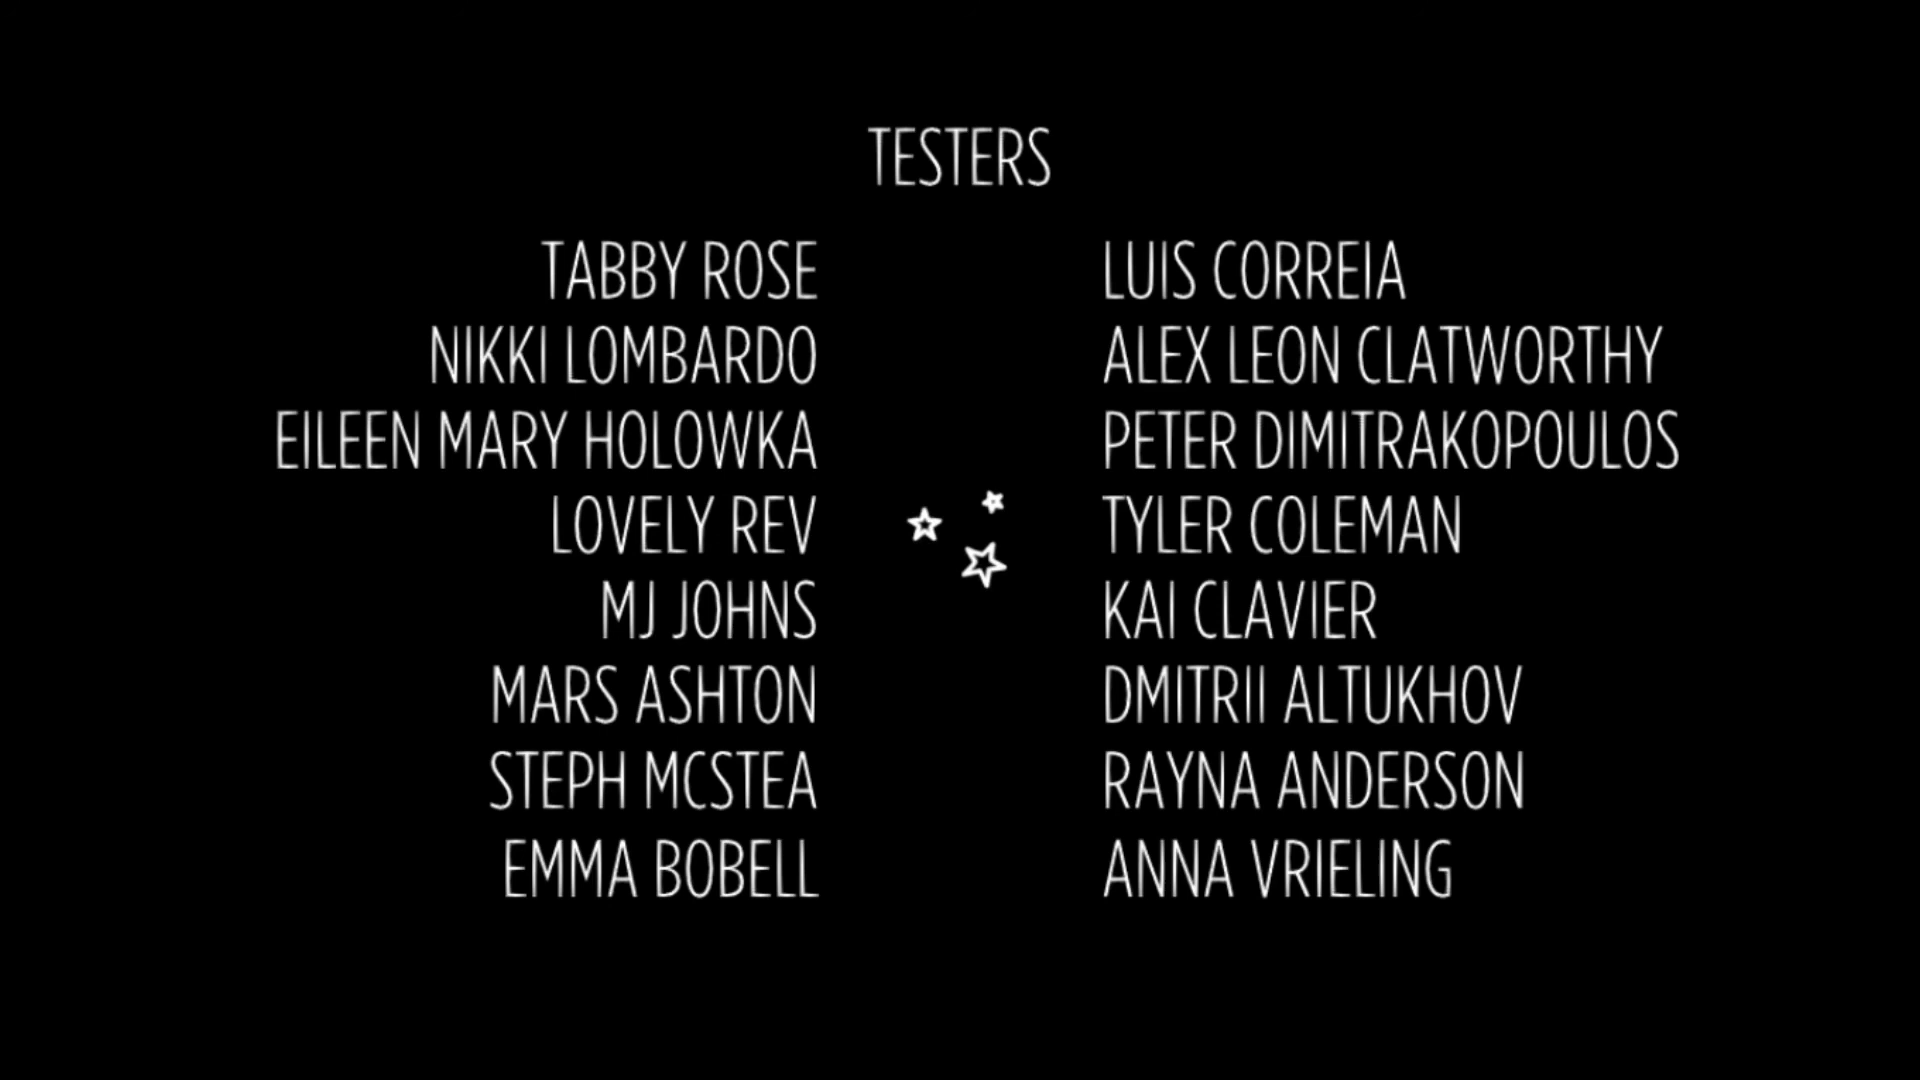 TESTERS
TABBY ROSE
NIKKI LOMBARDO
EILEEN MARY HOLOWKA
LOVELY REV
MJ JOHNS
MARS ASHTON
STEPH MCSTEA
EMMA BOBELL
LUIS CORREIA
ALEX LEON CLATWORTHY
PETER DIMITRAKOPOULOS
TYLER COLEMAN
KAI CLAVIER
DMITRII ALTUKHOV
RAYNA ANDERSON
ANNA VRIELING